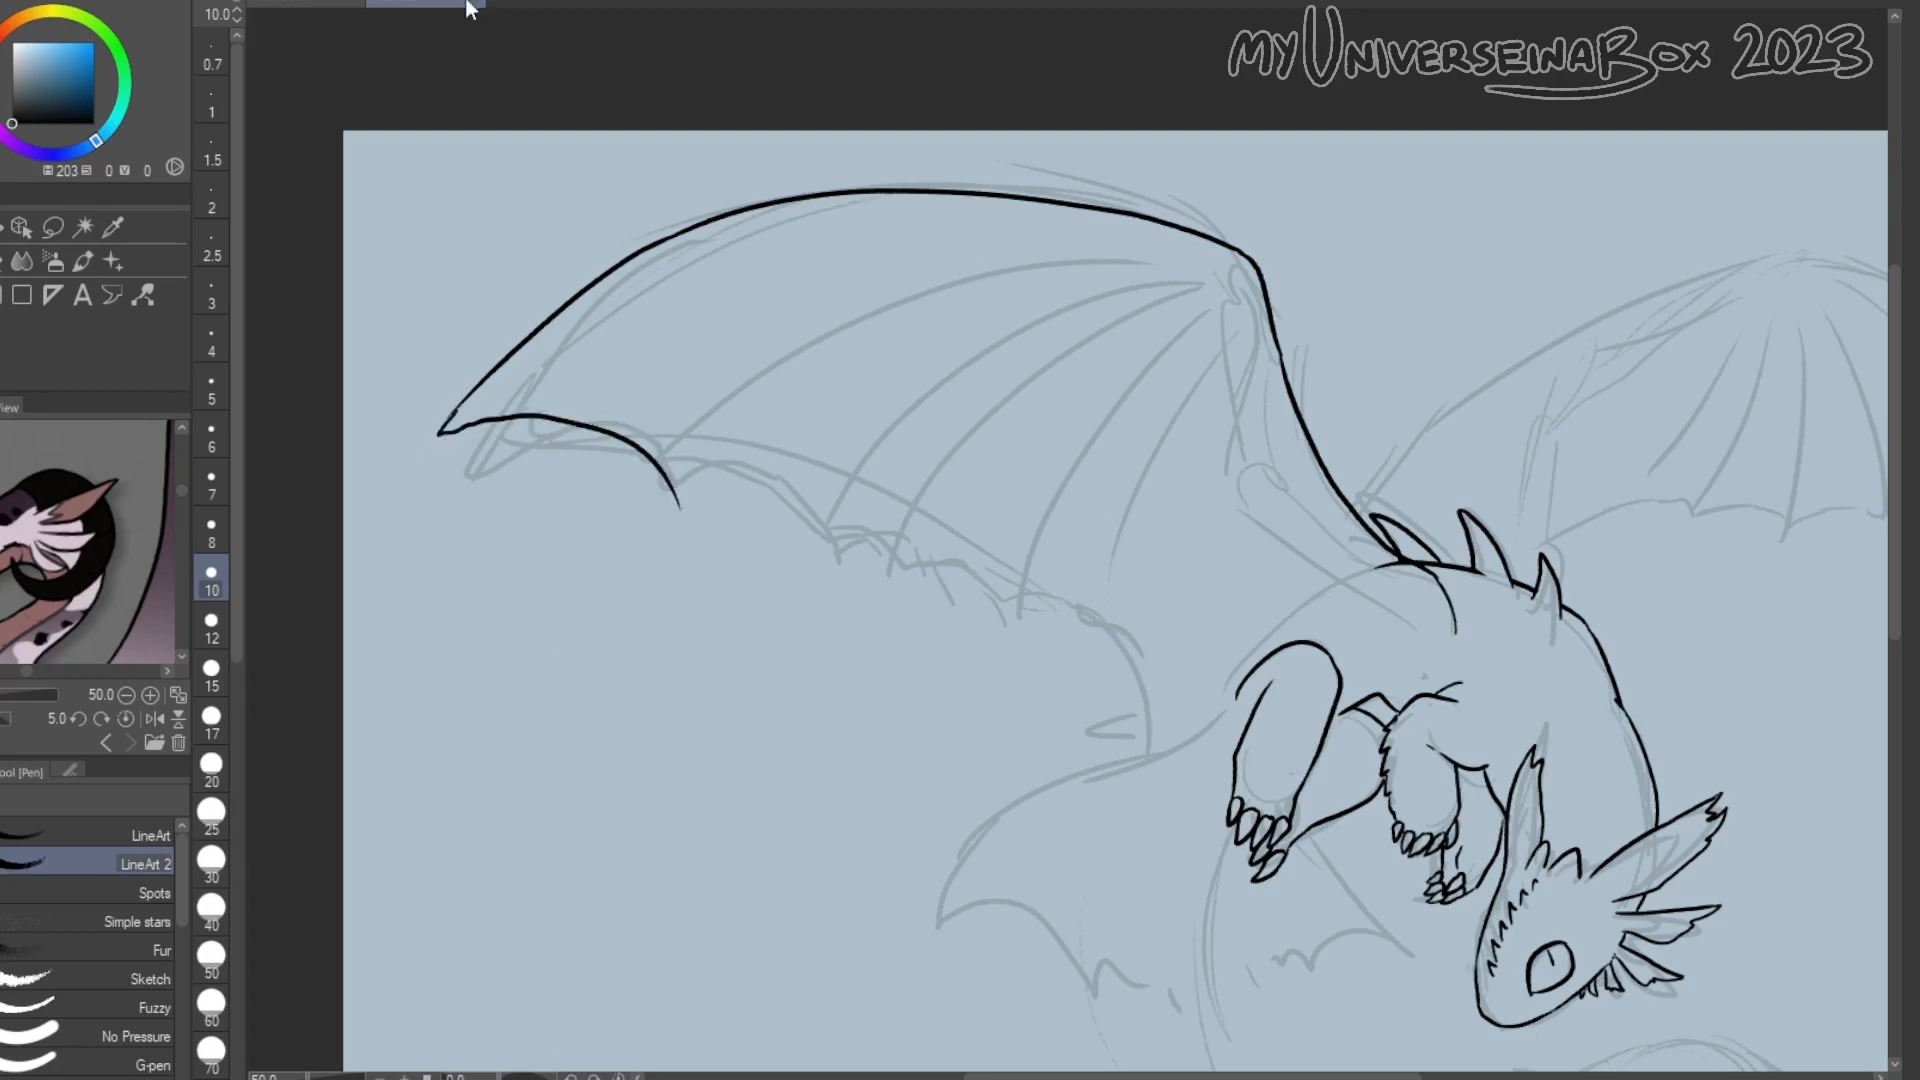 10.0
myUniverseinaBox 2023
0.7
1
203 0 0
1.5
2
2.5
3
4
5
6
7
8
10
12
15
17
20
25
30
40
50
60
70
50.0
5.0
ool [Pen]
LineArt
LineArt 2
Spots
Simple stars
Fur
Sketch
Fuzzy
No Pressure
G-pen